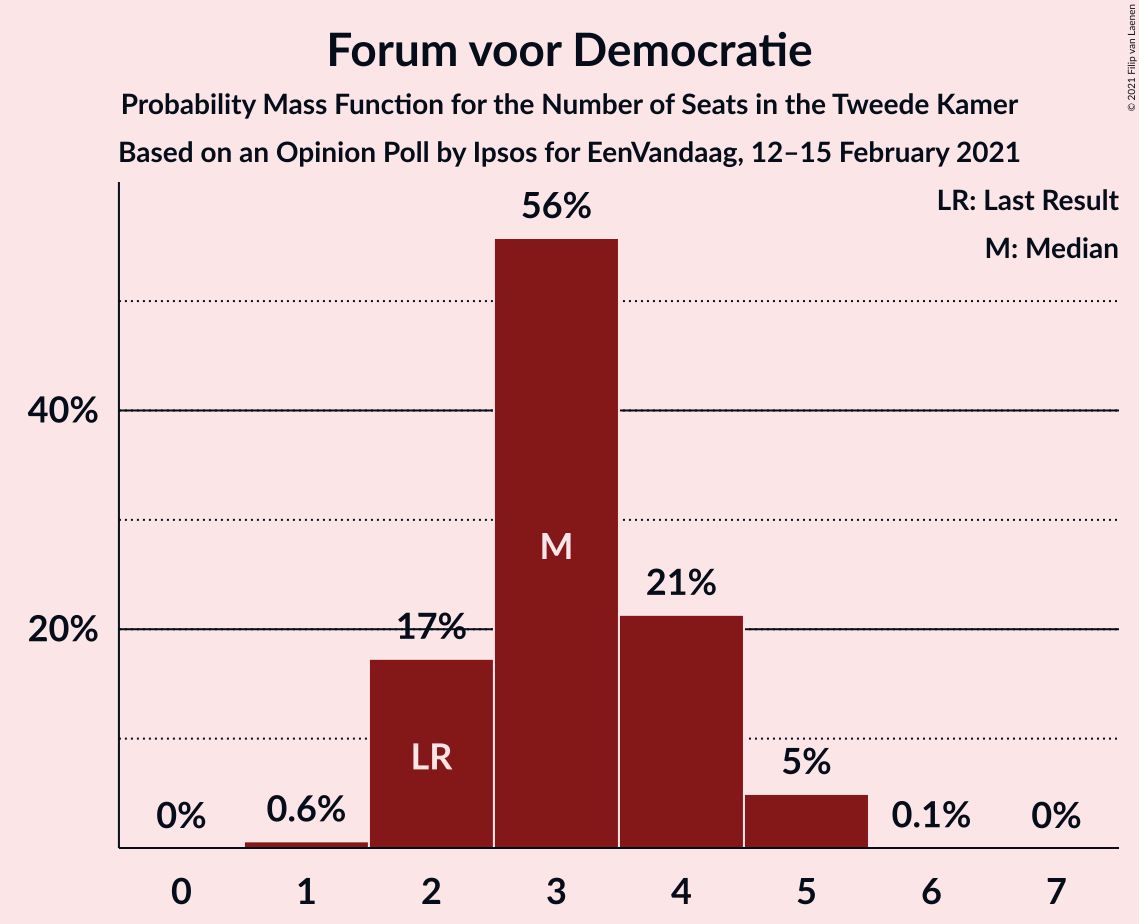 Forum voor Democratie
Probability Mass Function for the Number of Seats in the Tweede Kamer
Based on an Opinion Poll by Ipsos for EenVandaag, 12–15 February 2021
© 2021 Filip van Laenen
LR: Last Result
M: Median
40%
20%
0%
0.6%
17%
56%
21%
5%
0.1%
0%
LR
M
0 1 2 3 4 5 6 7